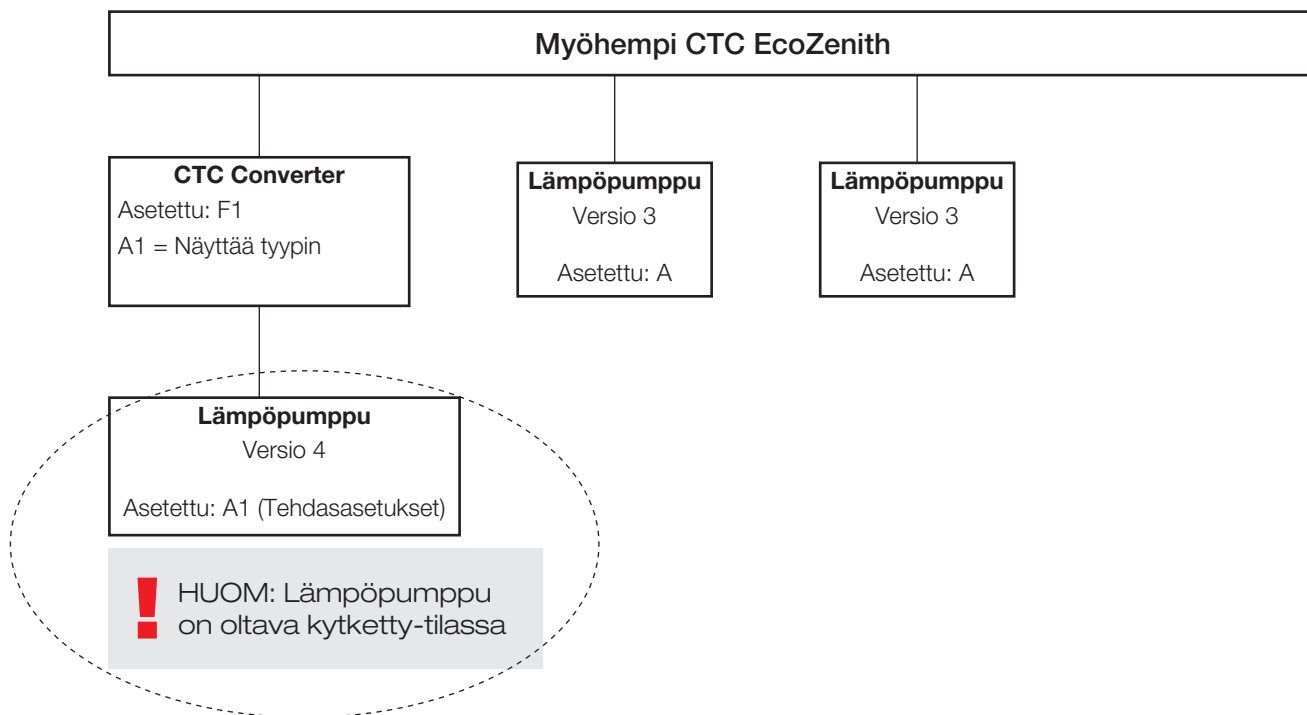 Myöhempi CTC EcoZenith
CTC Converter
Asetettu: F1
A1 = Näyttää tyypin
Lämpöpumppu
Versio 3
Asetettu: A
Lämpöpumppu
Versio 3
Asetettu: A
Lämpöpumppu
Versio 4
Asetettu: A1 (Tehdasasetukset)
! HUOM: Lämpöpumppu
on oltava kytketty-tilassa